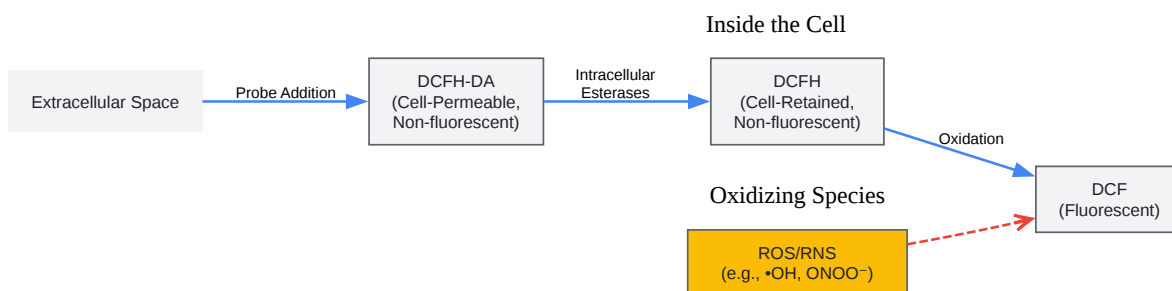 Inside the Cell
Extracellular Space
Probe Addition
DCFH-DA
(Cell-Permeable,
Non-fluorescent)
Intracellular
Esterases
DCFH
(Cell-Retained,
Non-fluorescent)
Oxidation
DCF
(Fluorescent)
Oxidizing Species
ROS/RNS
(e.g., •OH, ONOO⁻)